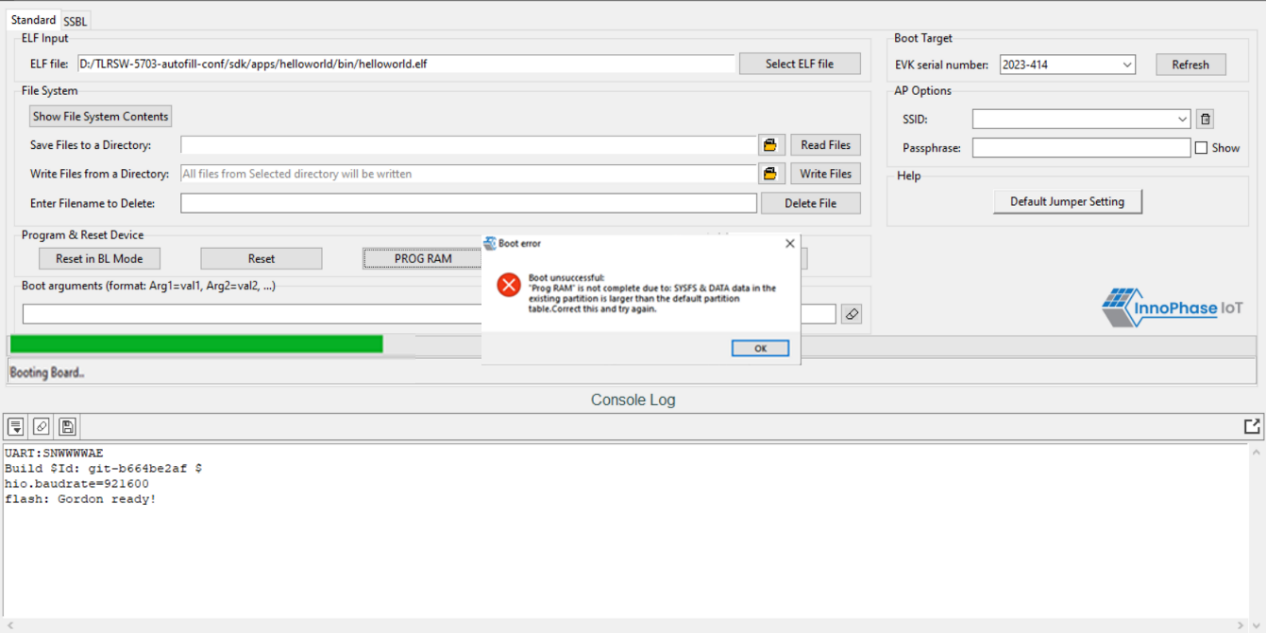 Standard SSBL
ELF Input
ELF file: D:/TLRSW-5703-autofill-conf/sdk/apps/helloworld/bin/helloworld.elf Select ELF file
Boot Target
EVK serial number: 2023-414 Refresh
File System
Show File System Contents
Save Files to a Directory: Read Files
Write Files from a Directory: All files from Selected directory will be written Write Files
Enter Filename to Delete: Delete File
AP Options
SSID:
Passphrase: Show
Help
Default Jumper Setting
Program & Reset Device
Reset in BL Mode Reset PROG RAM
Boot arguments (format: Arg1=val1, Arg2=val2, ...)
Boot error
Boot unsuccessful:
"Prog RAM" is not complete due to: SYSFS & DATA data in the
existing partition is larger than the default partition
table.Correct this and try again.
OK
InnoPhase IoT
Booting Board..
Console Log
UART:SNWWWWAE
Build $Id: git-b664be2af $
hio.baudrate=921600
flash: Gordon ready!